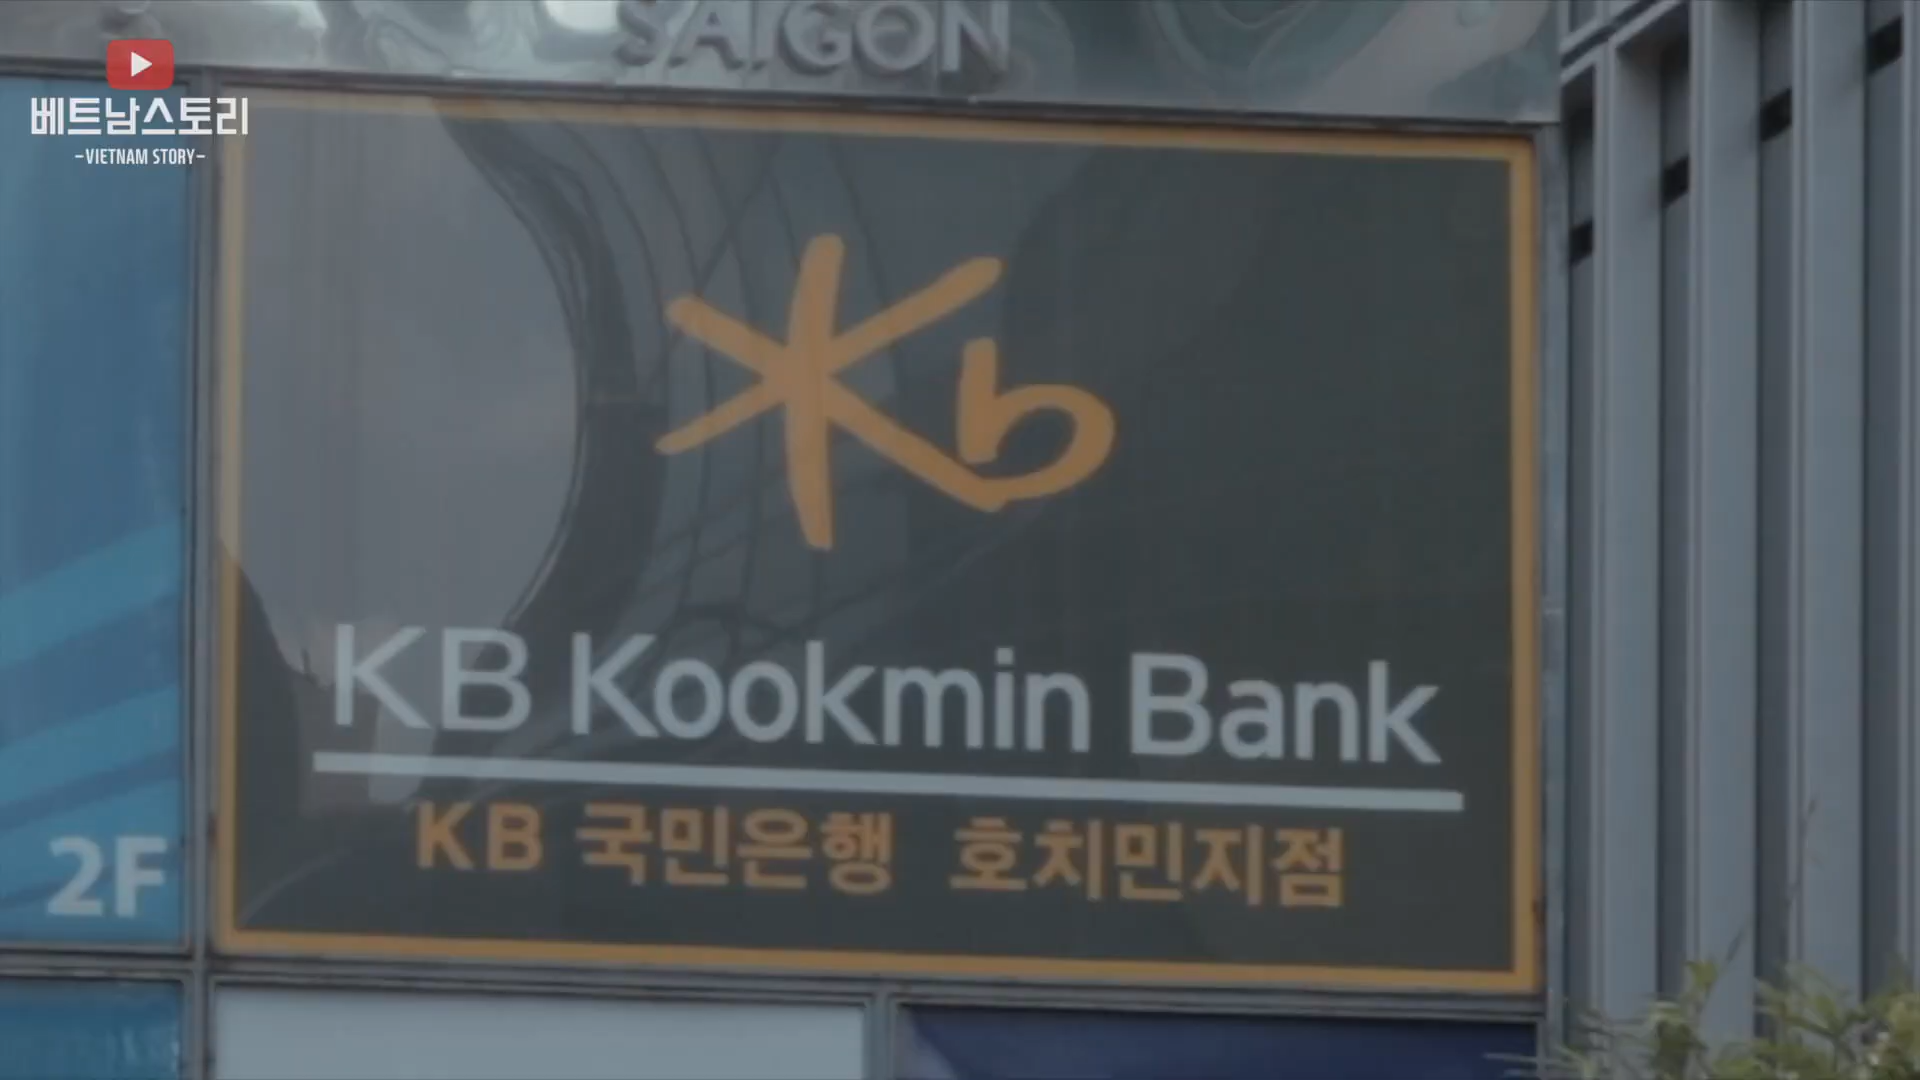 SAIGON
베트남스토리
-VIETNAM STORY-
Kb
KB Kookmin Bank
KB 국민은행 호치민지점
2F